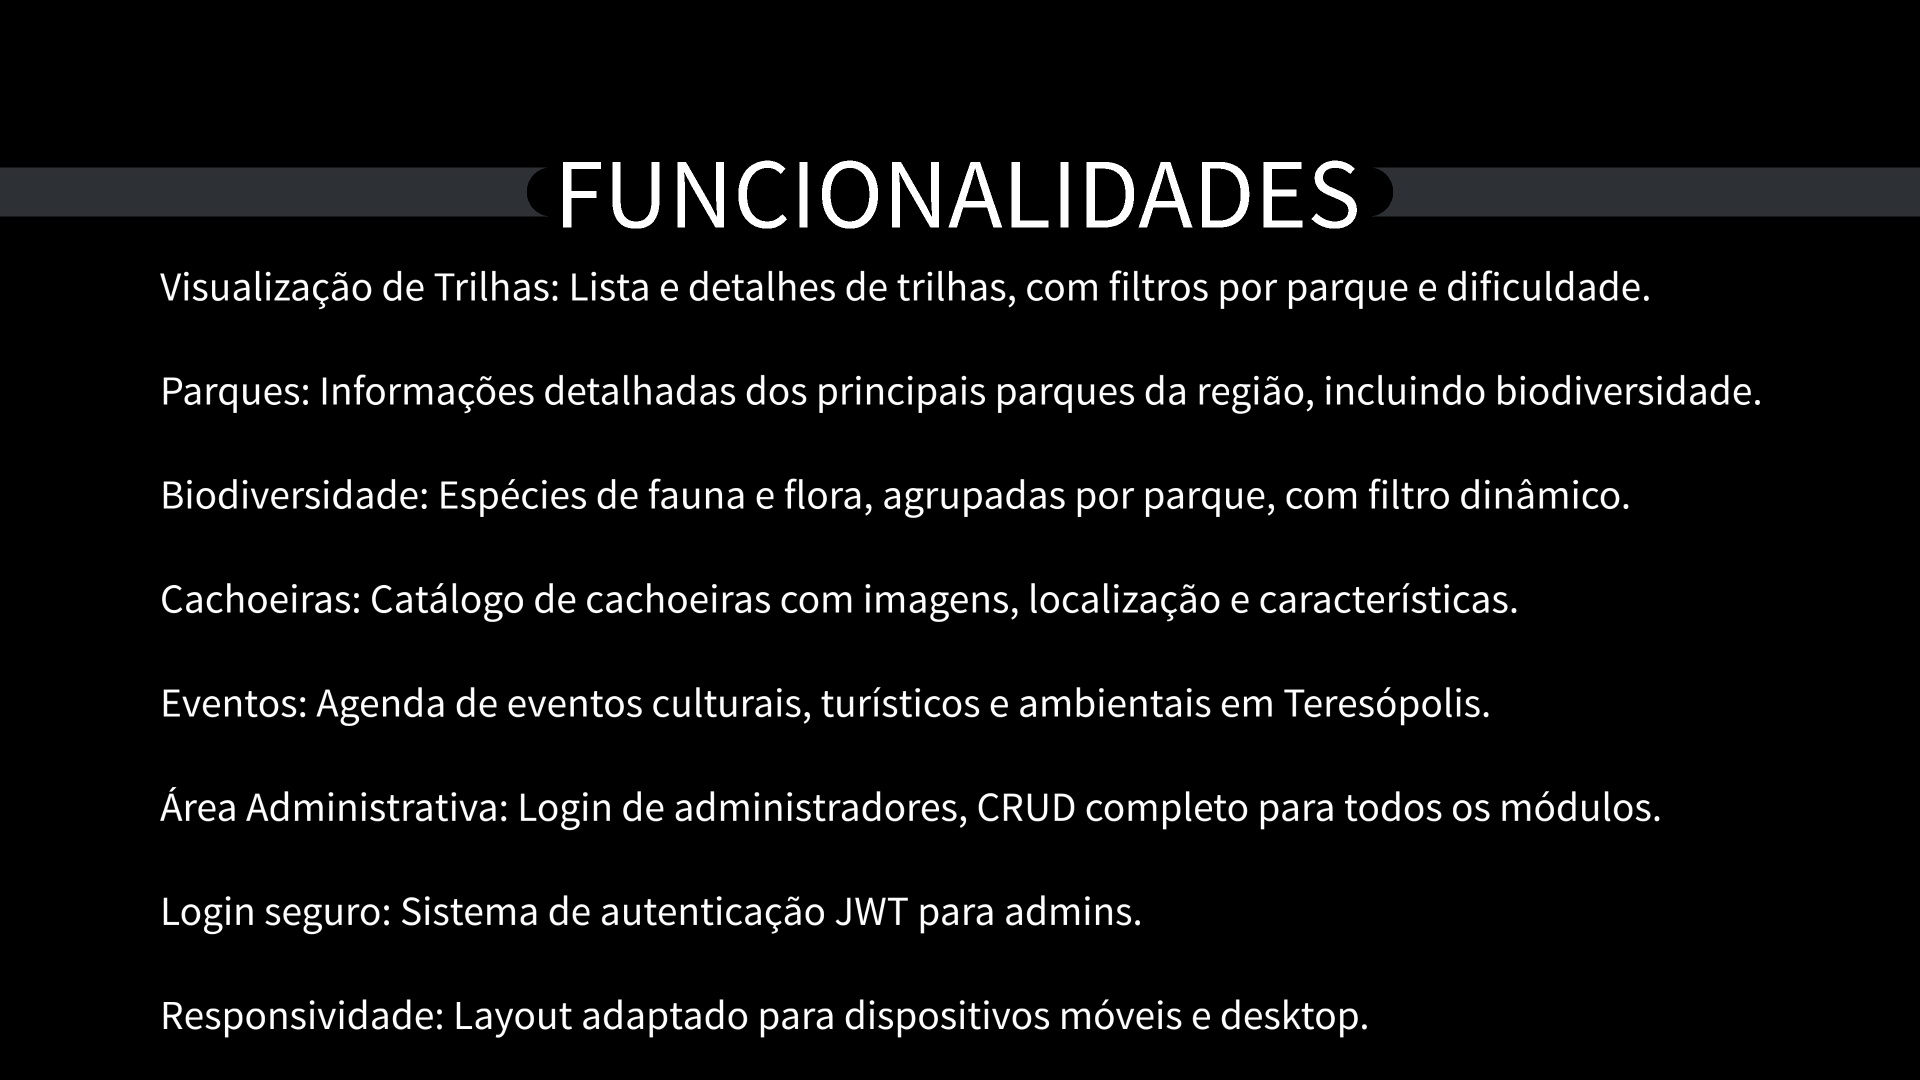 FUNCIONALIDADES
Visualização de Trilhas: Lista e detalhes de trilhas, com filtros por parque e dificuldade.
Parques: Informações detalhadas dos principais parques da região, incluindo biodiversidade.
Biodiversidade: Espécies de fauna e flora, agrupadas por parque, com filtro dinâmico.
Cachoeiras: Catálogo de cachoeiras com imagens, localização e características.
Eventos: Agenda de eventos culturais, turísticos e ambientais em Teresópolis.
Área Administrativa: Login de administradores, CRUD completo para todos os módulos.
Login seguro: Sistema de autenticação JWT para admins.
Responsividade: Layout adaptado para dispositivos móveis e desktop.